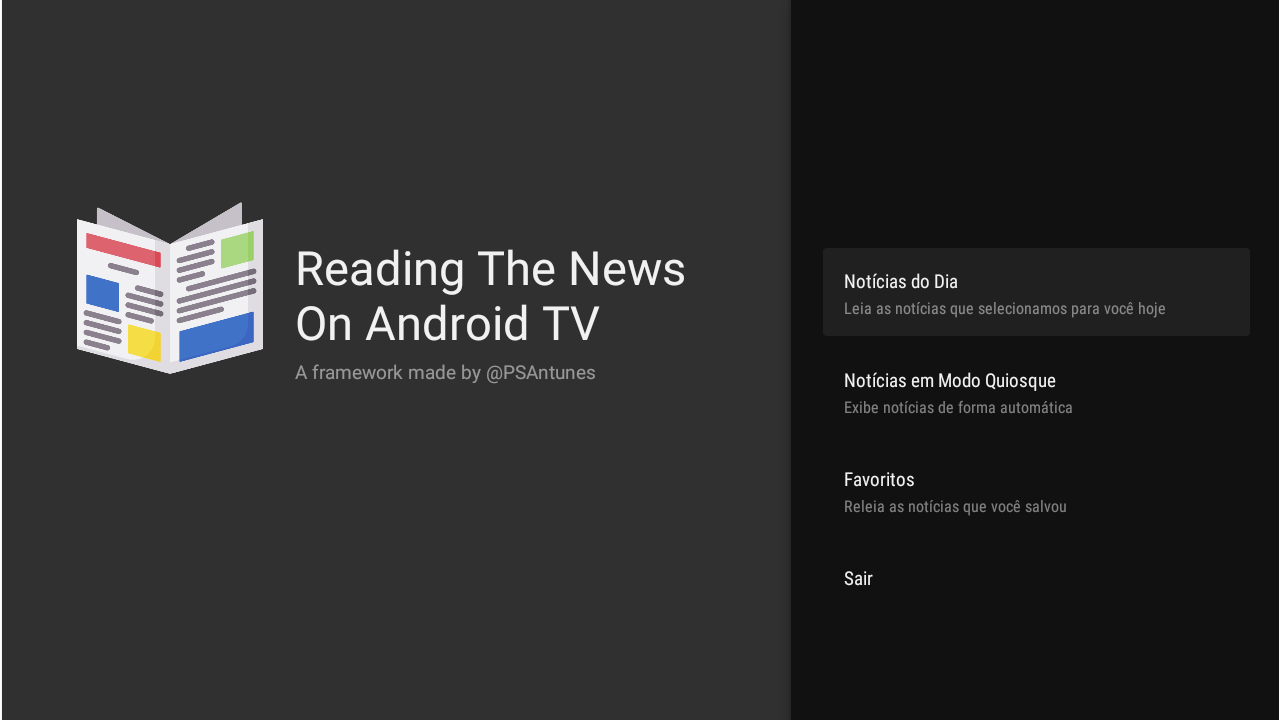 Reading The News
On Android TV
A framework made by @PSAntunes
Notícias do Dia
Leia as notícias que selecionamos para você hoje
Notícias em Modo Quiosque
Exibe notícias de forma automática
Favoritos
Releia as notícias que você salvou
Sair